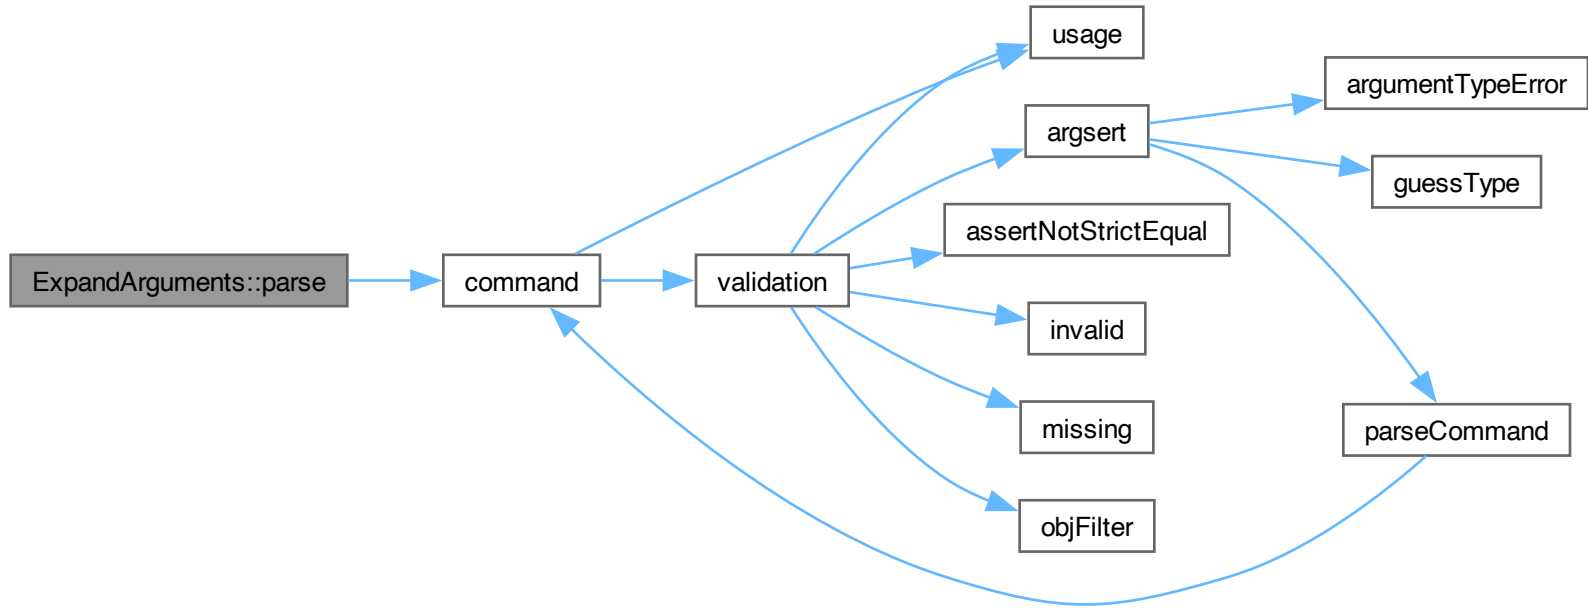 ExpandArguments::parse
command
validation
usage
argsert
assertNotStrictEqual
invalid
missing
objFilter
argumentTypeError
guessType
parseCommand